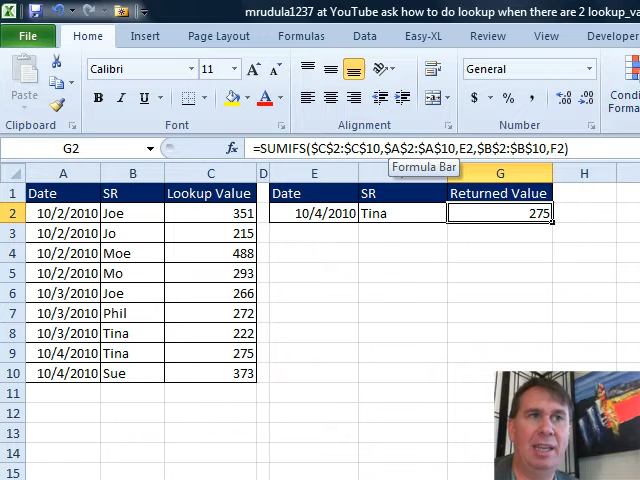 mrudula1237 at YouTube ask how to do lookup when there are 2 lookup_va
File Home Insert Page Layout Formulas Data Easy-XL Review View Developer
Paste Calibri 11 General
Condi
Form
Clipboard Font Alignment Number
G2 fx =SUMIFS($C$2:$C$10,$A$2:$A$10,E2,$B$2:$B$10,F2)
Formula Bar
A B C D E G H
1 Date SR Lookup Value Date SR Returned Value
2 10/2/2010 Joe 351 10/4/2010 Tina 275
3 10/2/2010 Jo 215
4 10/2/2010 Moe 488
5 10/2/2010 Mo 293
6 10/3/2010 Joe 266
7 10/3/2010 Phil 272
8 10/3/2010 Tina 222
9 10/4/2010 Tina 275
10 10/4/2010 Sue 373
11
12
13
14
15